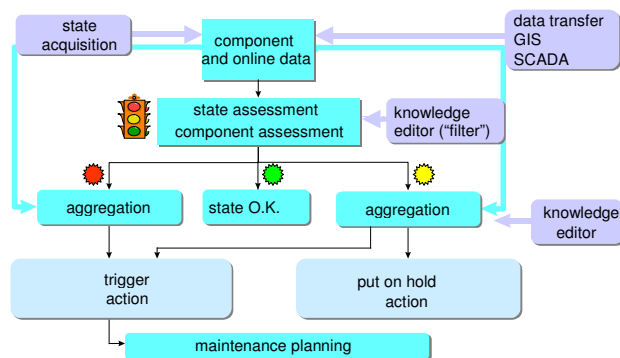 state
acquisition
component
and online data
data transfer
GIS
SCADA
state assessment
component assessment
knowledge
editor (“filter”)
aggregation
state O.K.
aggregation
knowledge
editor
trigger
action
put on hold
action
maintenance planning